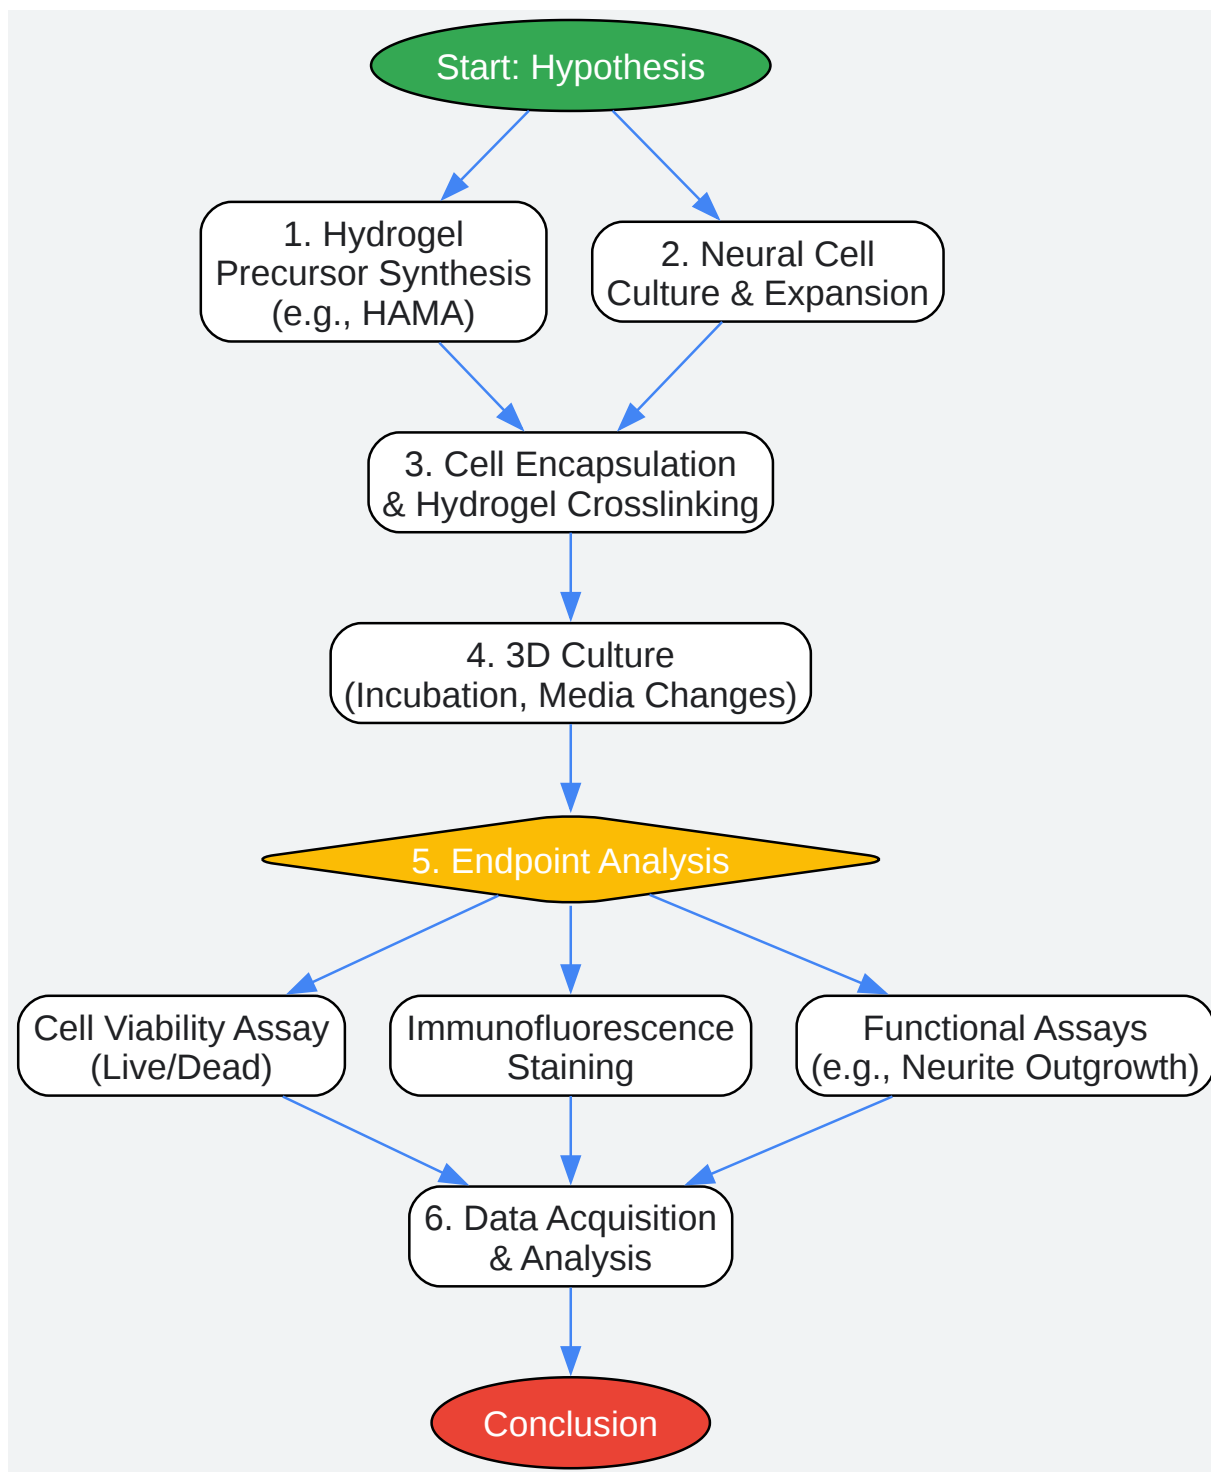 Start: Hypothesis
1. Hydrogel
Precursor Synthesis
(e.g., HAMA)
2. Neural Cell
Culture & Expansion
3. Cell Encapsulation
& Hydrogel Crosslinking
4. 3D Culture
(Incubation, Media Changes)
5. Endpoint Analysis
Cell Viability Assay
(Live/Dead)
Immunofluorescence
Staining
Functional Assays
(e.g., Neurite Outgrowth)
6. Data Acquisition
& Analysis
Conclusion